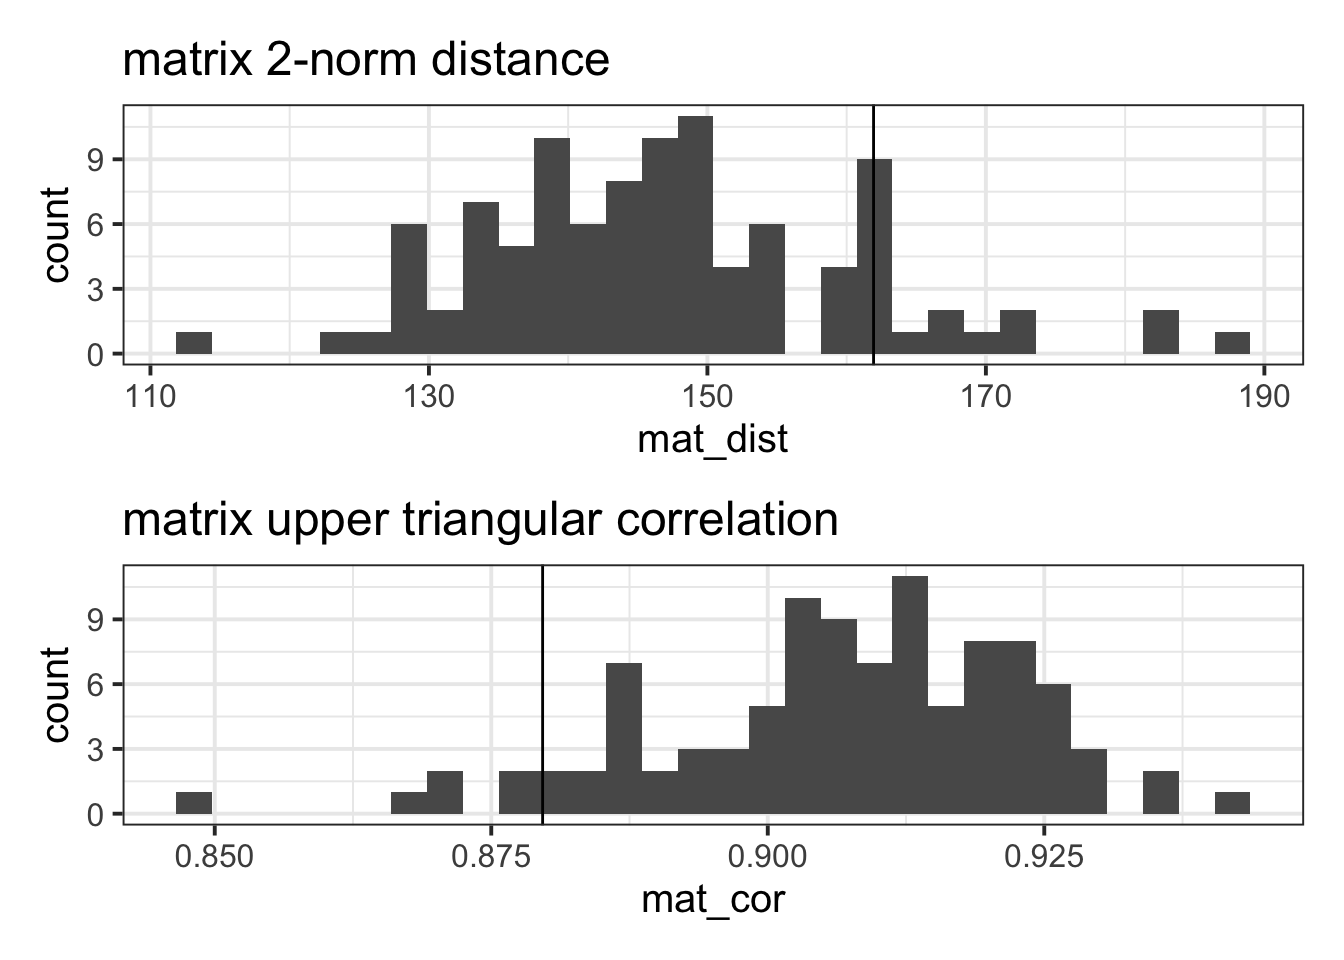 matrix 2-norm distance
count
9
6
3
0
110 130 150 170 190
mat_dist
matrix upper triangular correlation
count
9
6
3
0
0.850 0.875 0.900 0.925
mat_cor